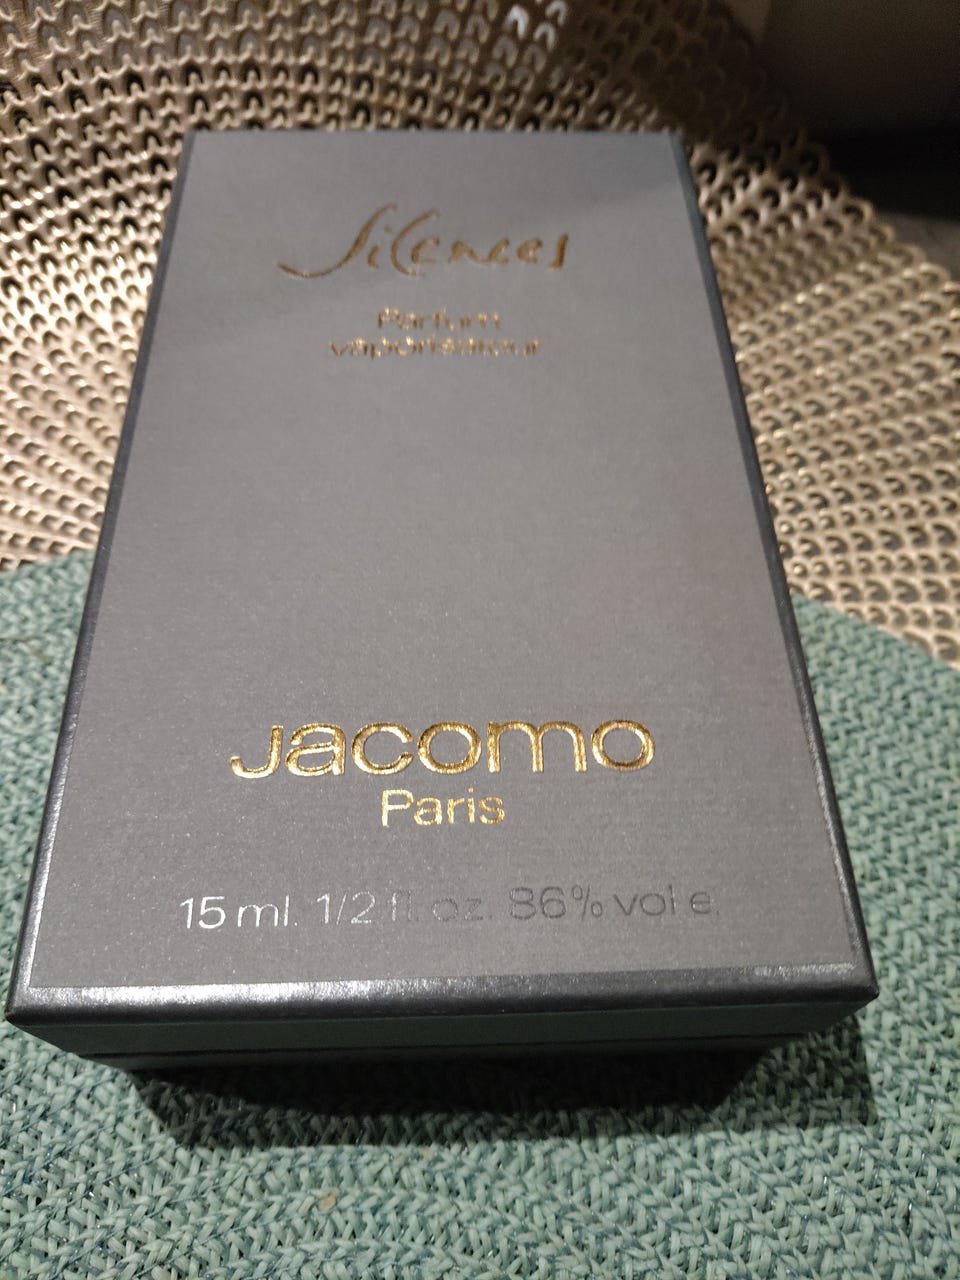 Silences
Parfum
vaporisateur
Jacomo
Paris
15 ml. 1/2 fl. oz. 86% vol e.